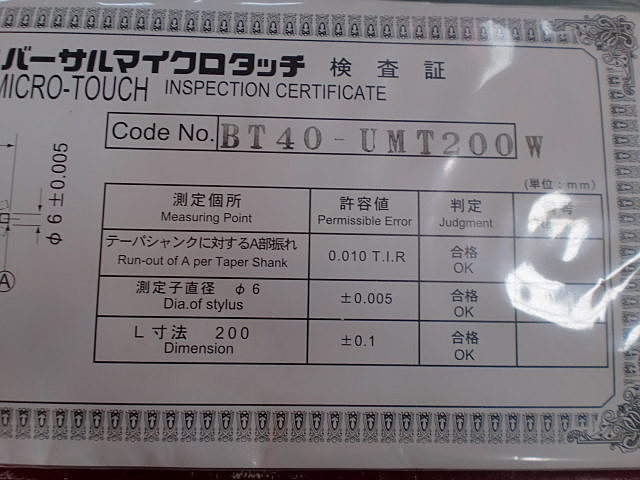 バーサルマイクロタッチ 検査証
MICRO-TOUCH INSPECTION CERTIFICATE
Code No. BT40-UMT200W
(単位:mm)
φ6±0.005
A
測定個所 許容値 判定 号
Measuring Point Permissible Error Judgment
テーパシャンクに対するA部振れ 0.010 T.I.R 合格
Run-out of A per Taper Shank OK
測定子直径 φ6 ±0.005 合格
Dia.of stylus OK
L寸法 200 ±0.1 合格
Dimension OK